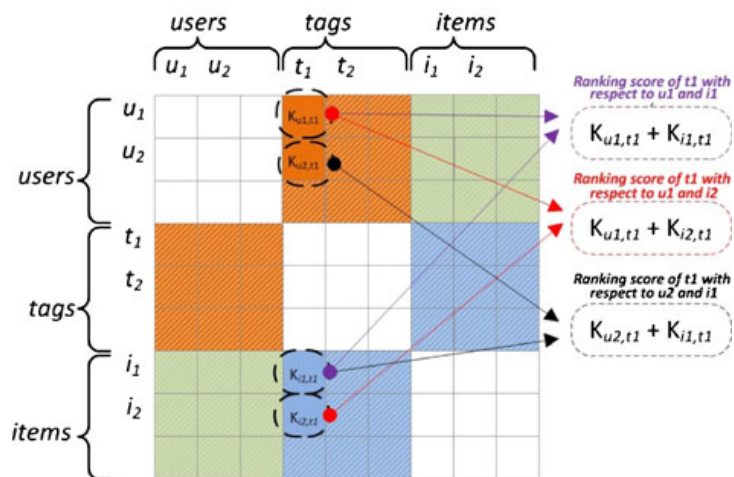 users tags items
u1 u2 t1 t2 i1 i2
users
u1
u2
Ku1,t1
Ku2,t1
tags
t1
t2
items
i1
i2
Ki1,t1
Ki2,t1
Ranking score of t1 with
respect to u1 and i1
Ku1,t1 + Ki1,t1
Ranking score of t1 with
respect to u1 and i2
Ku1,t1 + Ki2,t1
Ranking score of t1 with
respect to u2 and i1
Ku2,t1 + Ki1,t1